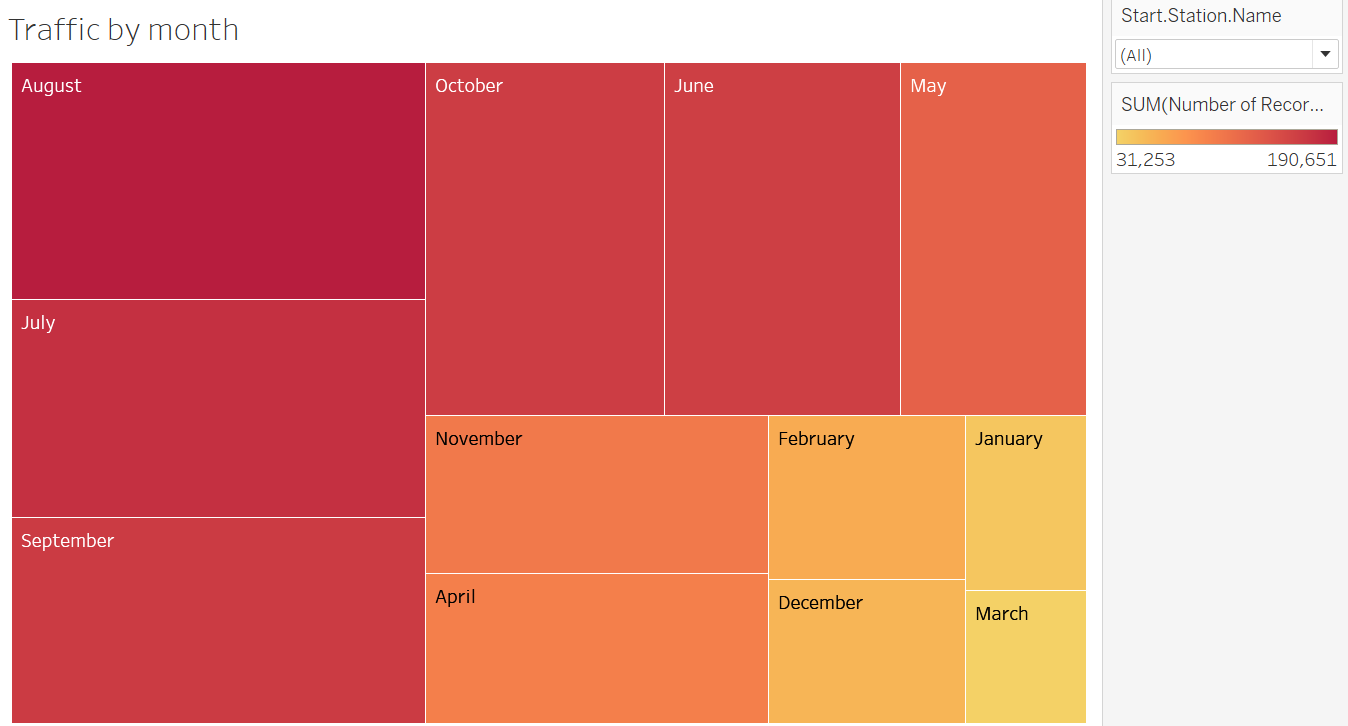 Traffic by month
August
October
June
May
July
November
February
January
September
April
December
March
Start.Station.Name
(All)
SUM(Number of Recor...
31,253 190,651